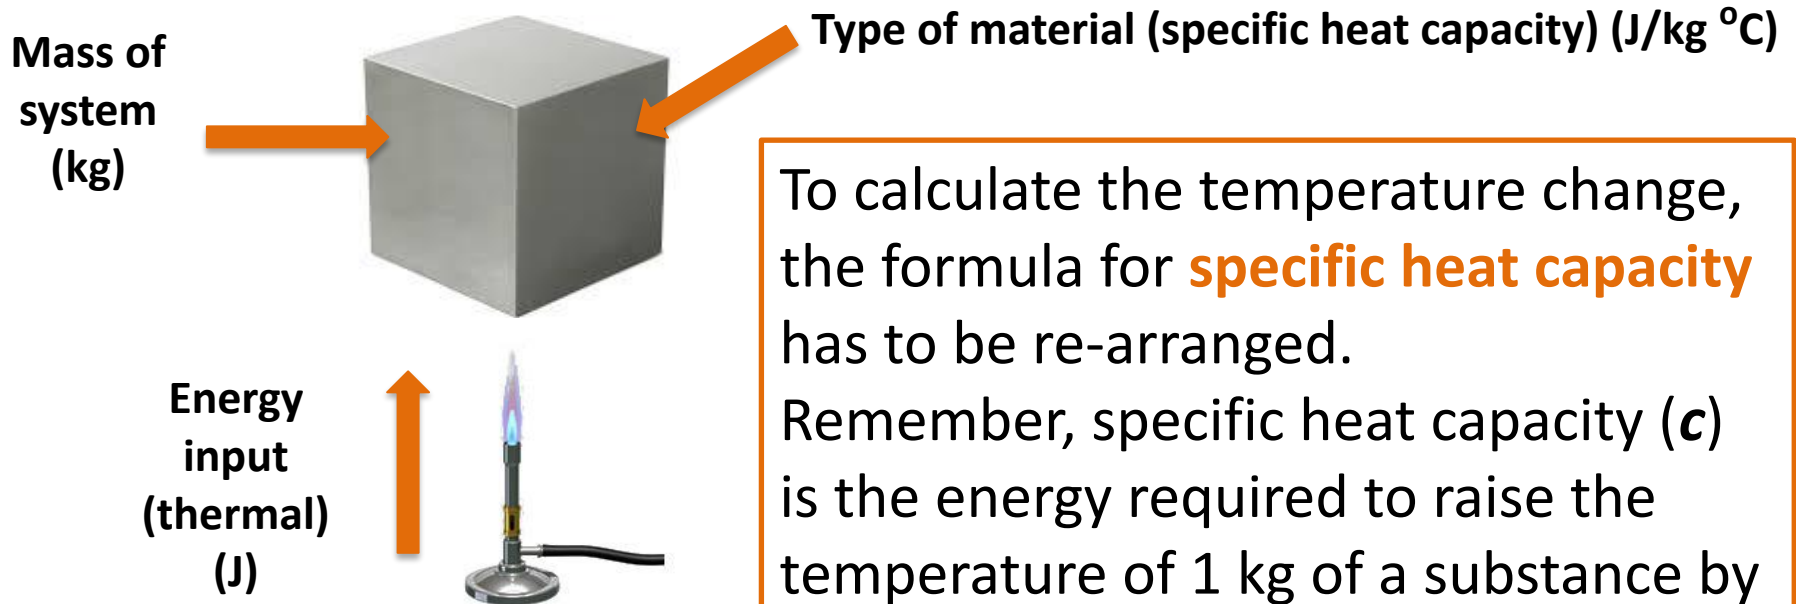 Mass of
system
(kg)
Type of material (specific heat capacity) (J/kg ⁰C)
Energy
input
(thermal)
(J)
To calculate the temperature change,
the formula for specific heat capacity
has to be re-arranged.
Remember, specific heat capacity (c)
is the energy required to raise the
temperature of 1 kg of a substance by